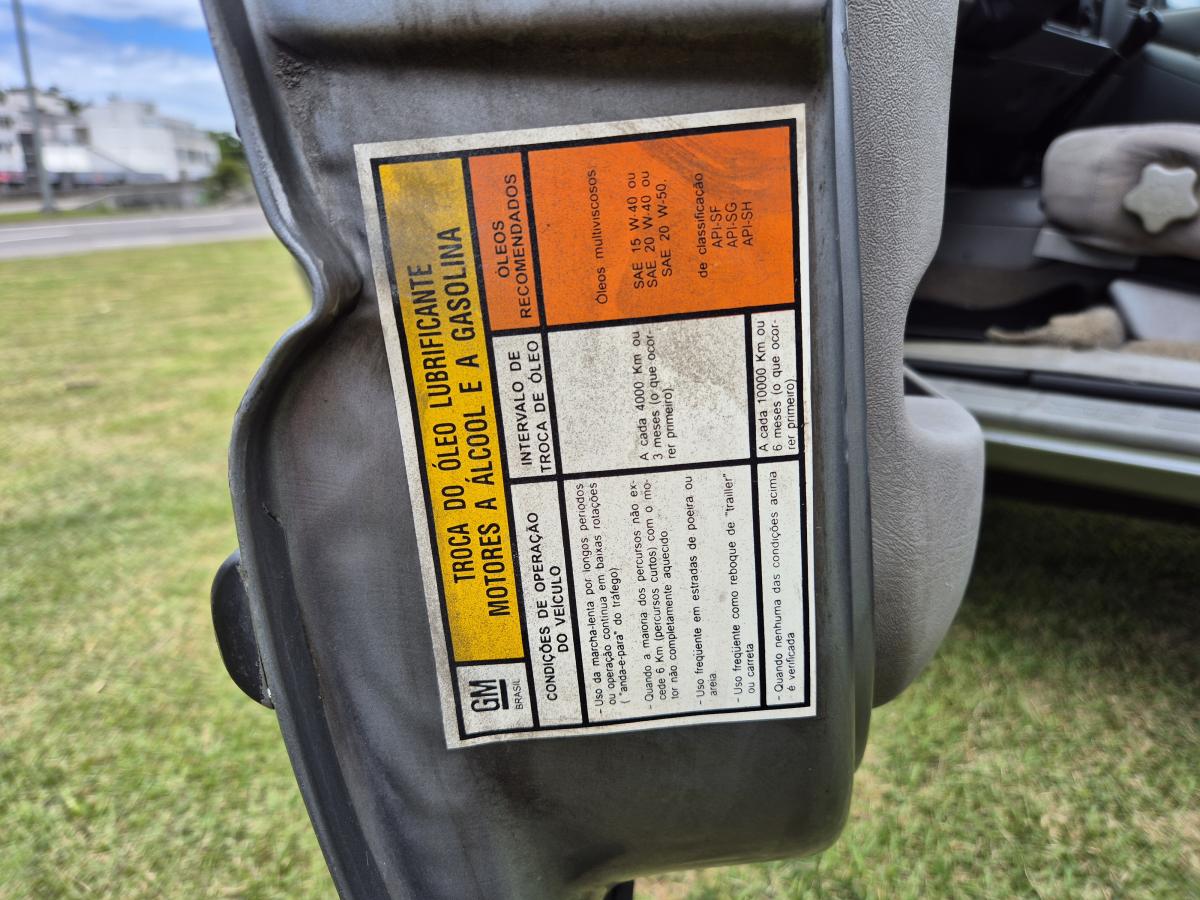 GM
BRASIL
TROCA DO ÓLEO LUBRIFICANTE
MOTORES A ÁLCOOL E A GASOLINA
CONDIÇÕES DE OPERAÇÃO
DO VEÍCULO
INTERVALO DE
TROCA DE ÓLEO
ÓLEOS
RECOMENDADOS
- Uso da marcha-lenta por longos períodos
ou operação contínua em baixas rotações
("anda-e-para" do tráfego)
- Quando a maioria dos percursos não ex-
cede 6 Km (percursos curtos) com o mo-
tor não completamente aquecido
- Uso freqüente em estradas de poeira ou
areia
- Uso freqüente como reboque de "trailler"
ou carreta
A cada 4000 Km ou
3 meses (o que ocor-
rer primeiro)
Óleos multiviscosos
SAE 15 W-40 ou
SAE 20 W-40 ou
SAE 20 W-50,
de classificação
API-SF
API-SG
API-SH
- Quando nenhuma das condições acima
é verificada
A cada 10000 Km ou
6 meses (o que ocor-
rer primeiro)